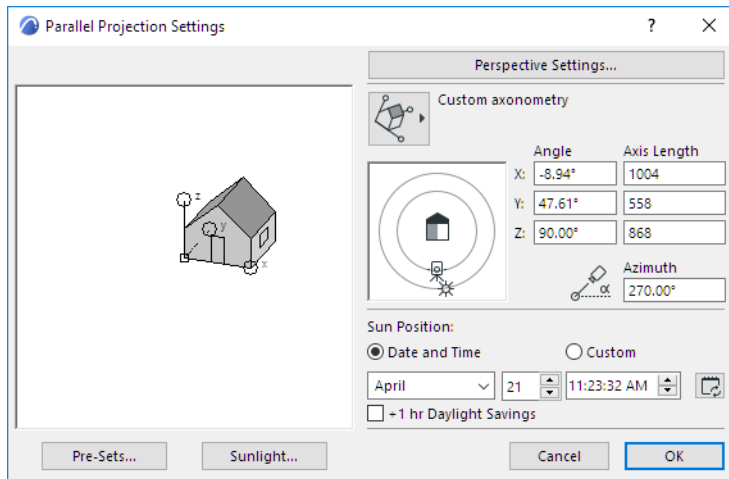 Parallel Projection Settings
?
Perspective Settings...
Custom axonometry
Angle Axis Length
X: -8.94° 1004
Y: 47.61° 558
Z: 90.00° 868
z
y
x
α
Azimuth
270.00°
Sun Position:
Date and Time Custom
April 21 11:23:32 AM
+1 hr Daylight Savings
Pre-Sets... Sunlight... Cancel OK